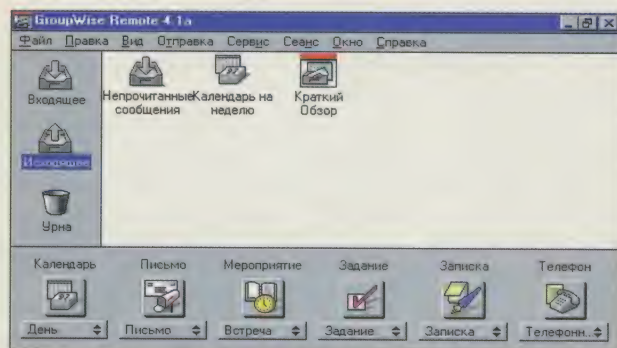 GroupWise Remote 4.1a
Файл Правка Вид Отправка Сервис Сеанс Окно Справка
Входящее
Непрочитанные сообщения
Календарь на неделю
Краткий Обзор
Исходящее
Урна
Календарь Письмо Мероприятие Задание Записка Телефон
День Письмо Встреча Задание Записка Телефонн..